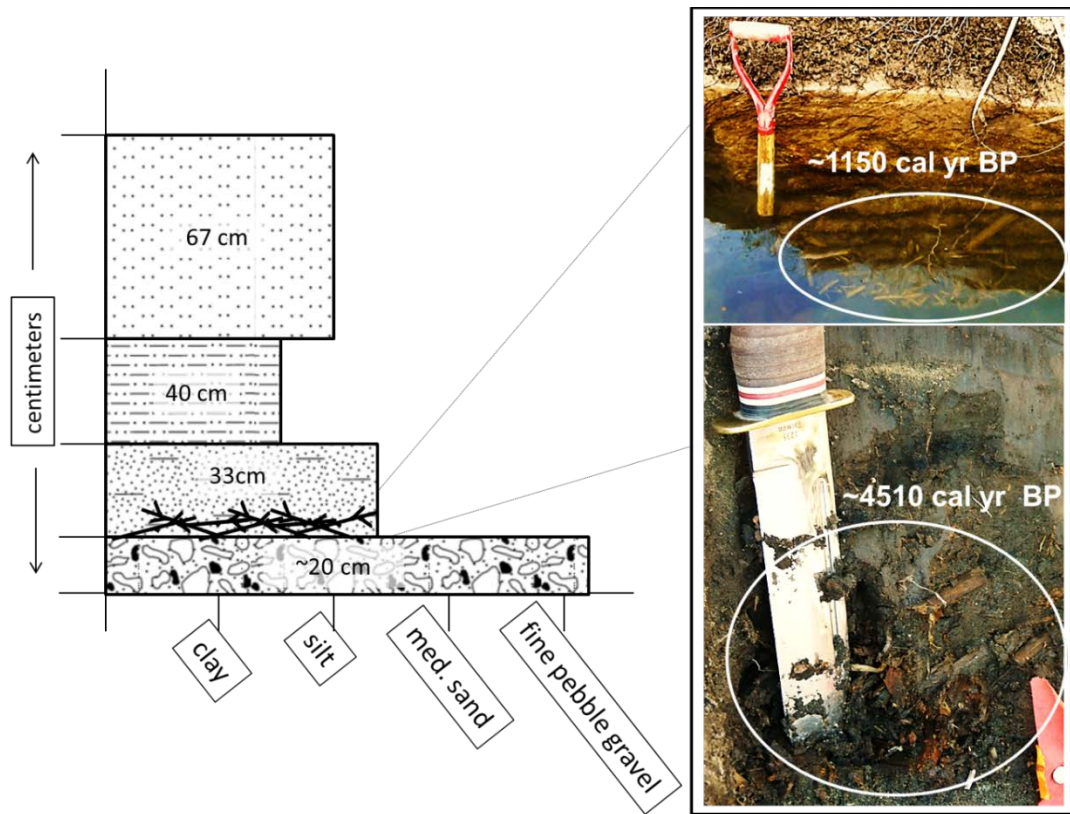 67 cm
40 cm
33cm
~20 cm
centimeters
clay
silt
med. sand
fine pebble gravel
~1150 cal yr BP
~4510 cal yr BP